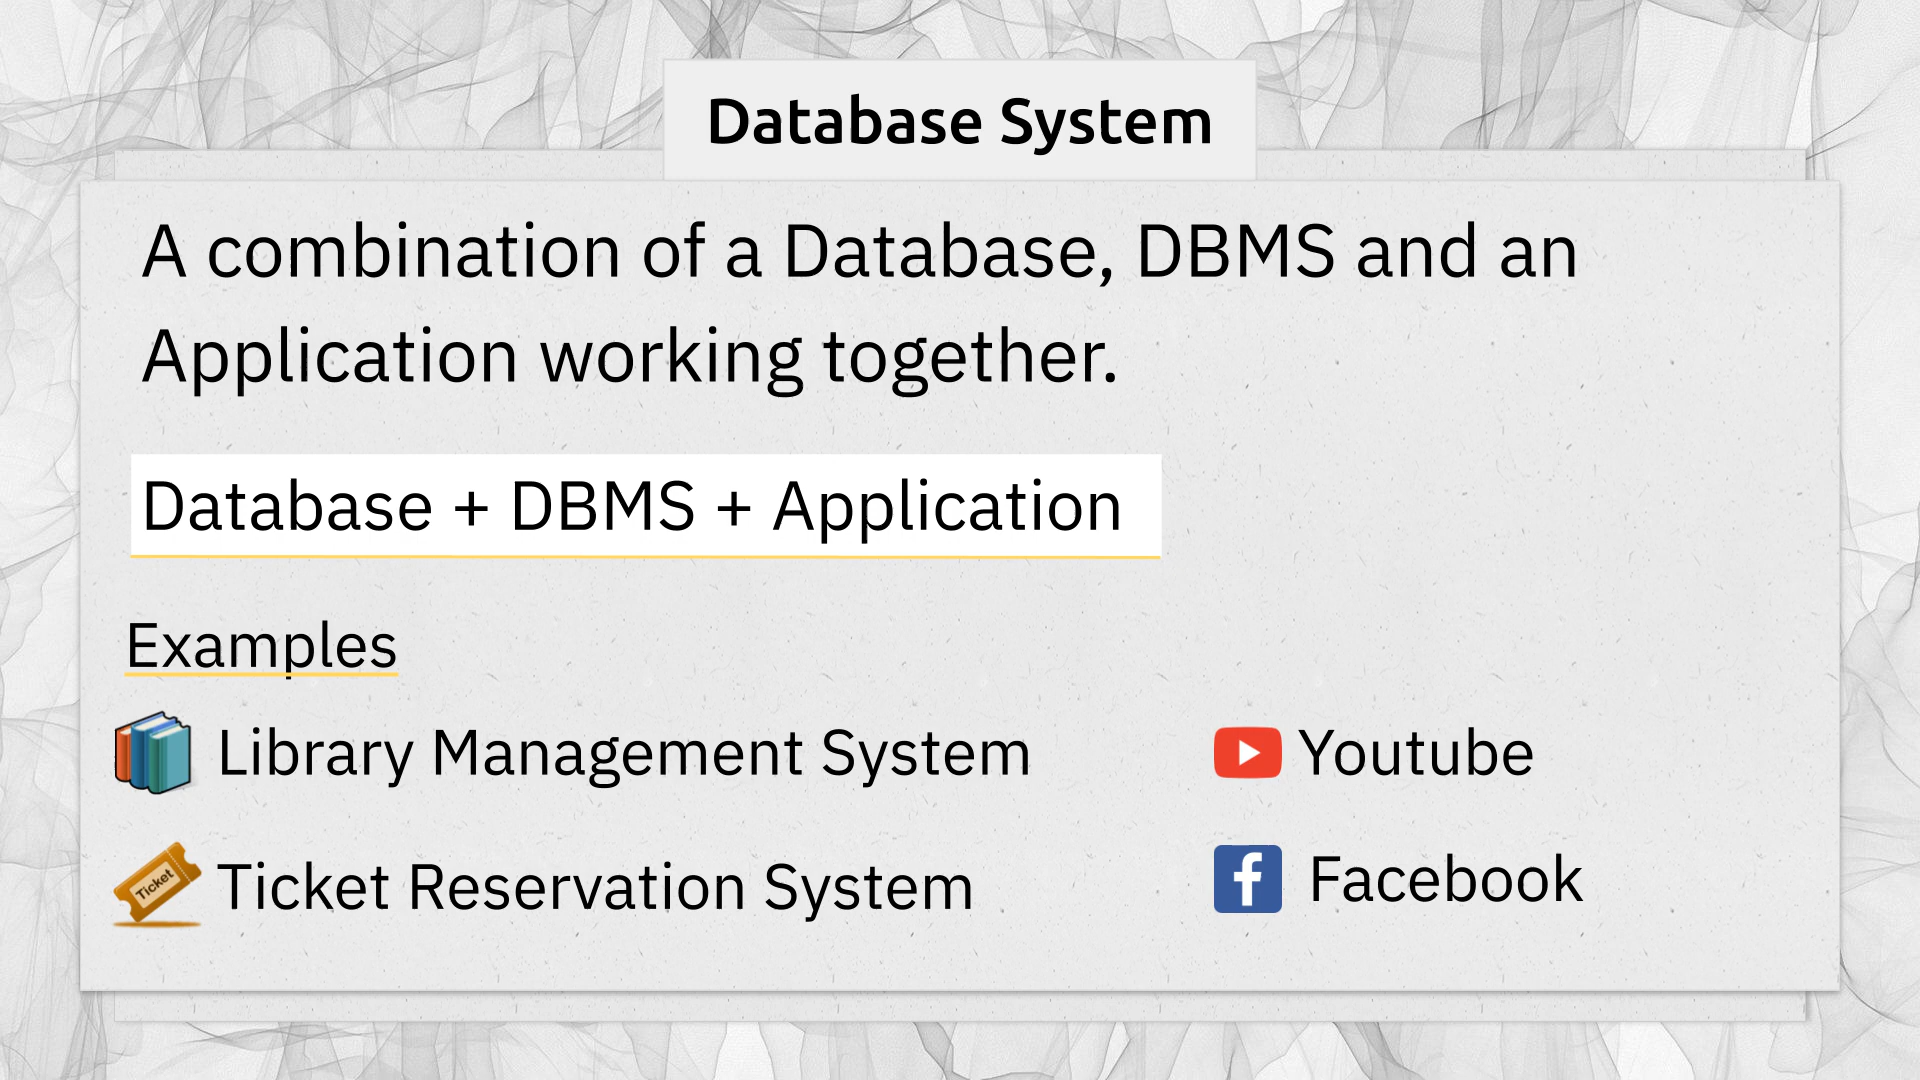 Database System
A combination of a Database, DBMS and an
Application working together.
Database + DBMS + Application
Examples
Library Management System
Youtube
Ticket
Ticket Reservation System
Facebook